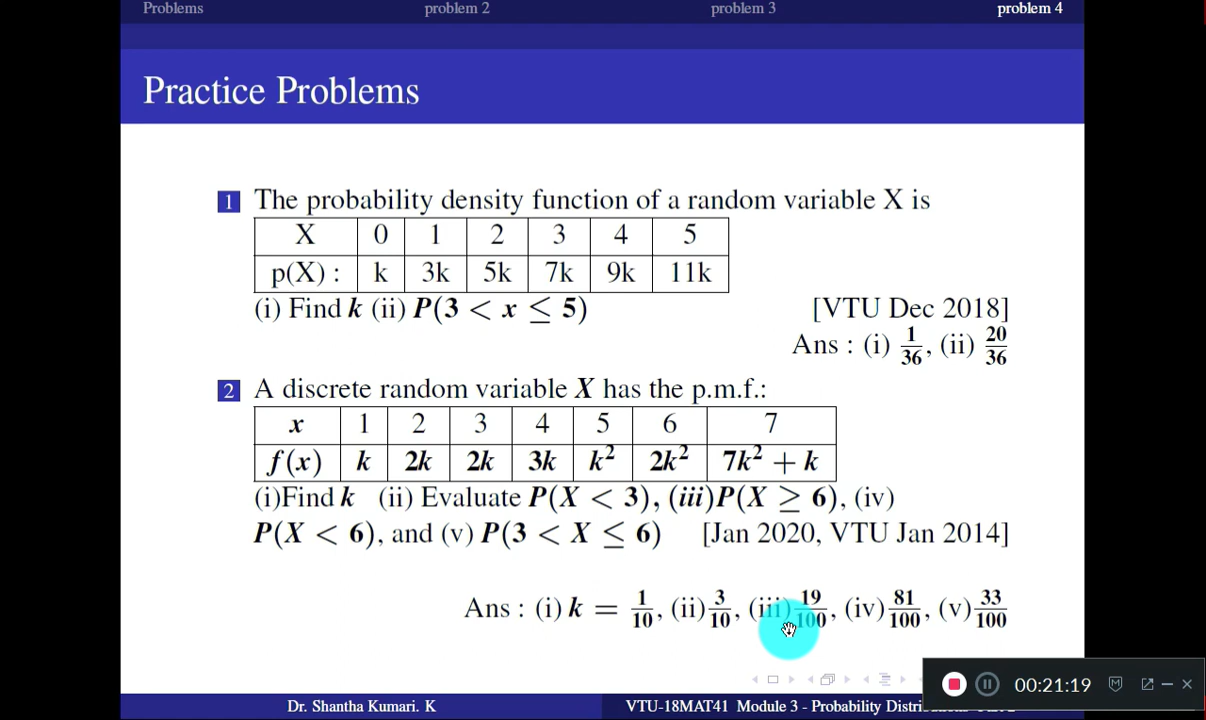 Problems problem 2 problem 3 problem 4
Practice Problems
1 The probability density function of a random variable X is
X 0 1 2 3 4 5
p(X) : k 3k 5k 7k 9k 11k
(i) Find k (ii) P(3 < x ≤ 5) [VTU Dec 2018]
Ans : (i) 1/36, (ii) 20/36
2 A discrete random variable X has the p.m.f.:
x 1 2 3 4 5 6 7
f(x) k 2k 2k 3k k² 2k² 7k² + k
(i)Find k (ii) Evaluate P(X < 3), (iii)P(X ≥ 6), (iv)
P(X < 6), and (v) P(3 < X ≤ 6) [Jan 2020, VTU Jan 2014]
Ans : (i) k = 1/10, (ii) 3/10, (iii) 19/100, (iv) 81/100, (v) 33/100
00:21:19
Dr. Shantha Kumari. K VTU-18MAT41 Module 3 - Probability Distri